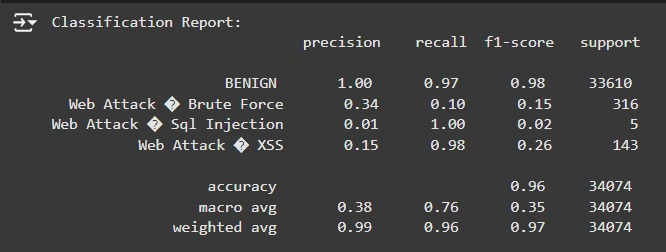 Classification Report:
precision recall f1-score support
BENIGN 1.00 0.97 0.98 33610
Web Attack � Brute Force 0.34 0.10 0.15 316
Web Attack � Sql Injection 0.01 1.00 0.02 5
Web Attack � XSS 0.15 0.98 0.26 143
accuracy 0.96 34074
macro avg 0.38 0.76 0.35 34074
weighted avg 0.99 0.96 0.97 34074